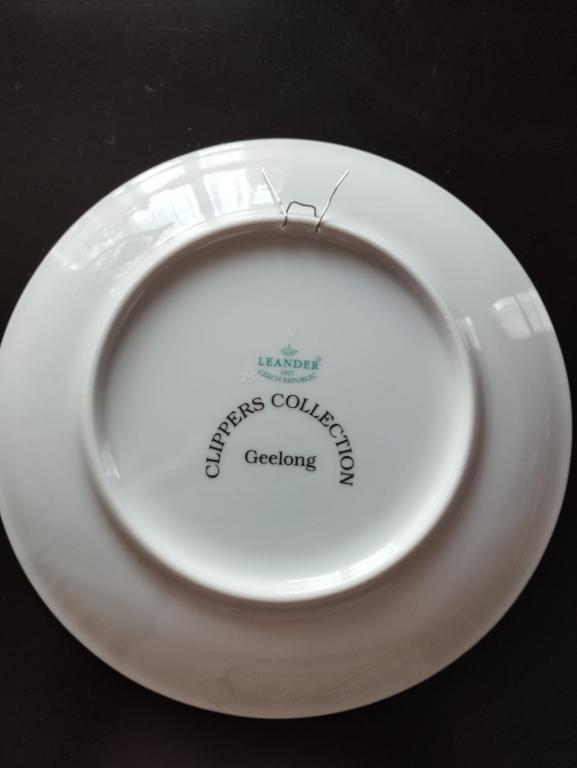 LEANDER®
1907
CZECH REPUBLIC
25
CLIPPERS COLLECTION
Geelong